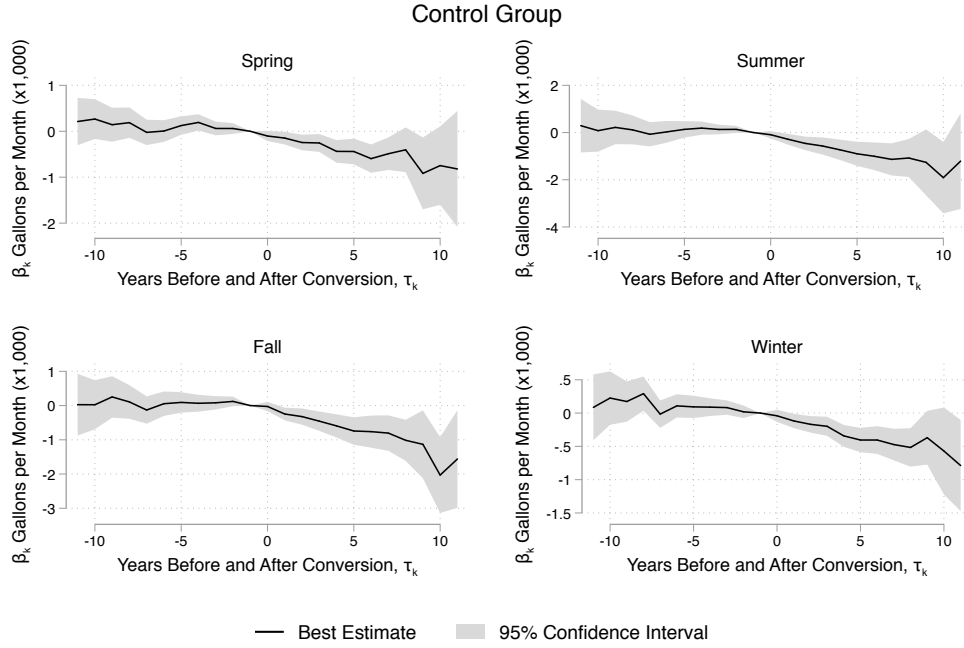 Control Group
Spring
β_k Gallons per Month (x1,000)
1
0
-1
-2
-10 -5 0 5 10
Years Before and After Conversion, τ_k
Summer
β_k Gallons per Month (x1,000)
2
0
-2
-4
-10 -5 0 5 10
Years Before and After Conversion, τ_k
Fall
β_k Gallons per Month (x1,000)
1
0
-1
-2
-3
-10 -5 0 5 10
Years Before and After Conversion, τ_k
Winter
β_k Gallons per Month (x1,000)
.5
0
-.5
-1
-1.5
-10 -5 0 5 10
Years Before and After Conversion, τ_k
Best Estimate 95% Confidence Interval